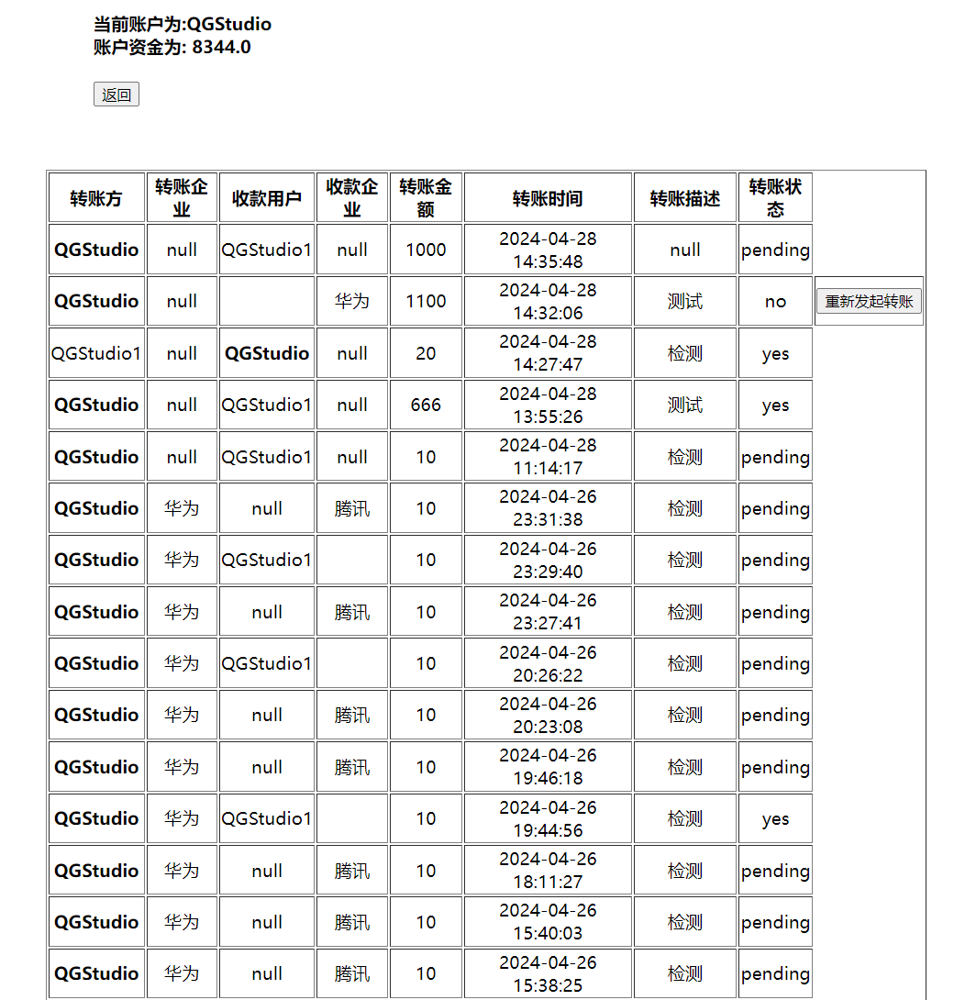 当前账户为:QGStudio
账户资金为: 8344.0
返回
转账方 转账企业 收款用户 收款企业 转账金额 转账时间 转账描述 转账状态
QGStudio null QGStudio1 null 1000 2024-04-28 14:35:48 null pending
QGStudio null 华为 1100 2024-04-28 14:32:06 测试 no 重新发起转账
QGStudio1 null QGStudio null 20 2024-04-28 14:27:47 检测 yes
QGStudio null QGStudio1 null 666 2024-04-28 13:55:26 测试 yes
QGStudio null QGStudio1 null 10 2024-04-28 11:14:17 检测 pending
QGStudio 华为 null 腾讯 10 2024-04-26 23:31:38 检测 pending
QGStudio 华为 QGStudio1 10 2024-04-26 23:29:40 检测 pending
QGStudio 华为 null 腾讯 10 2024-04-26 23:27:41 检测 pending
QGStudio 华为 QGStudio1 10 2024-04-26 20:26:22 检测 pending
QGStudio 华为 null 腾讯 10 2024-04-26 20:23:08 检测 pending
QGStudio 华为 null 腾讯 10 2024-04-26 19:46:18 检测 pending
QGStudio 华为 QGStudio1 10 2024-04-26 19:44:56 检测 yes
QGStudio 华为 null 腾讯 10 2024-04-26 18:11:27 检测 pending
QGStudio 华为 null 腾讯 10 2024-04-26 15:40:03 检测 pending
QGStudio 华为 null 腾讯 10 2024-04-26 15:38:25 检测 pending